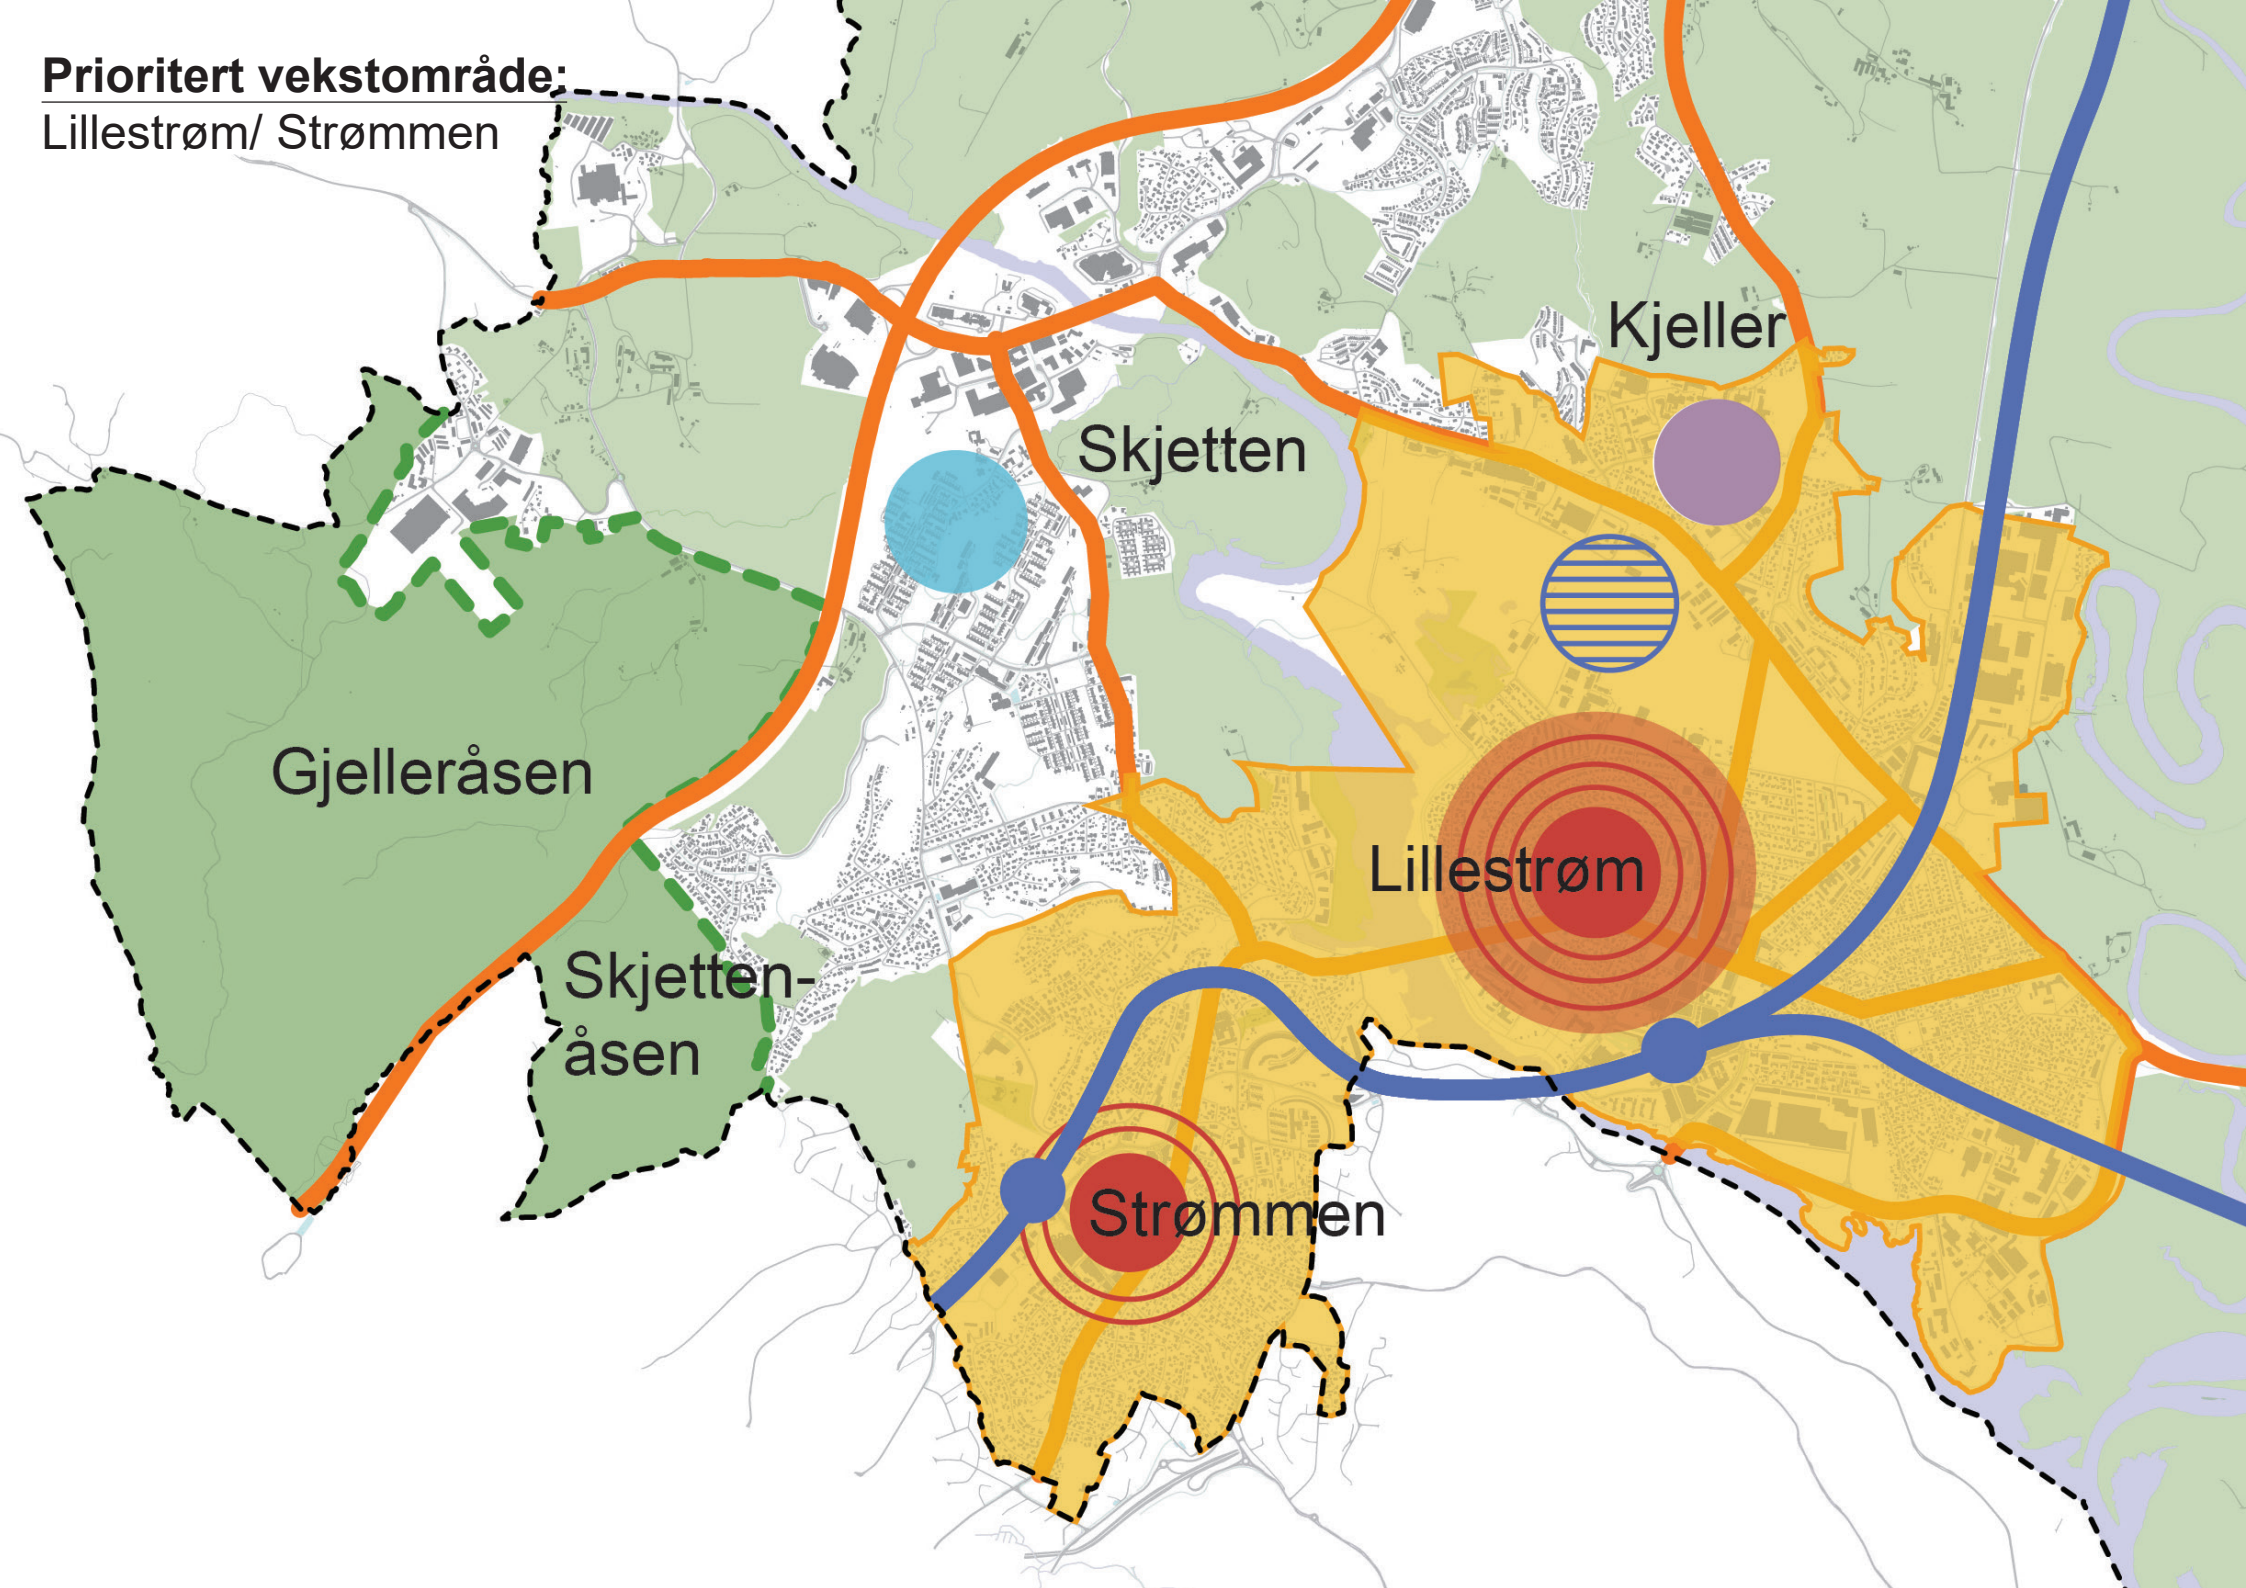 Prioritert vekstområde:
Lillestrøm/ Strømmen
Kjeller
Skjetten
Gjelleråsen
Lillestrøm
Skjetten-
åsen
Strømmen